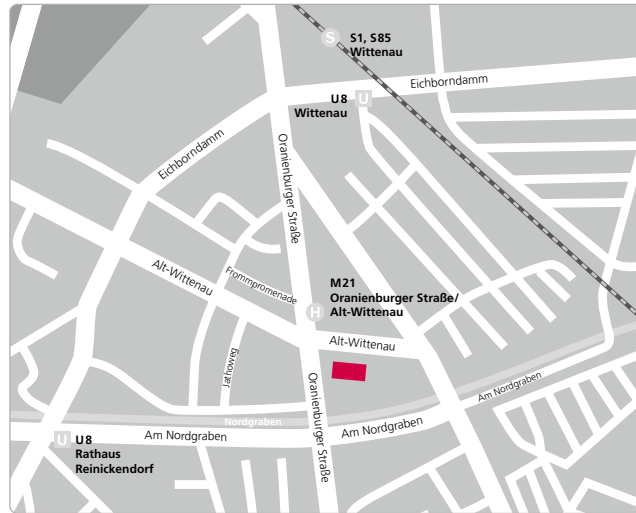 S
S1, S85
Wittenau
Eichborndamm
U8
Wittenau
U
Eichborndamm
Oranienburger Straße
Alt-Wittenau
Frommpromenade
M21
Oranienburger Straße/
Alt-Wittenau
H
Alt-Wittenau
Jathoweg
Oranienburger Straße
Am Nordgraben
Nordgraben
Am Nordgraben
Am Nordgraben
U
U8
Rathaus
Reinickendorf